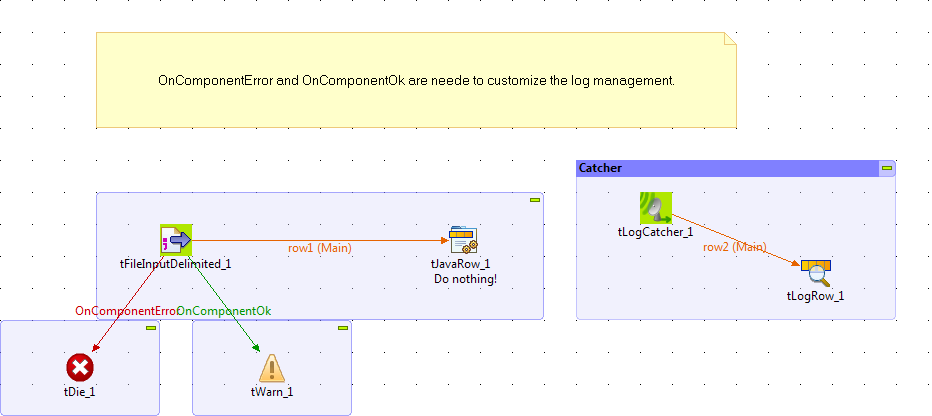 OnComponentError and OnComponentOk are neede to customize the log management.
Catcher
tLogCatcher_1
row2 (Main)
tLogRow_1
row1 (Main)
tFileInputDelimited_1
tJavaRow_1
Do nothing!
OnComponentError
OnComponentOk
tDie_1
tWarn_1